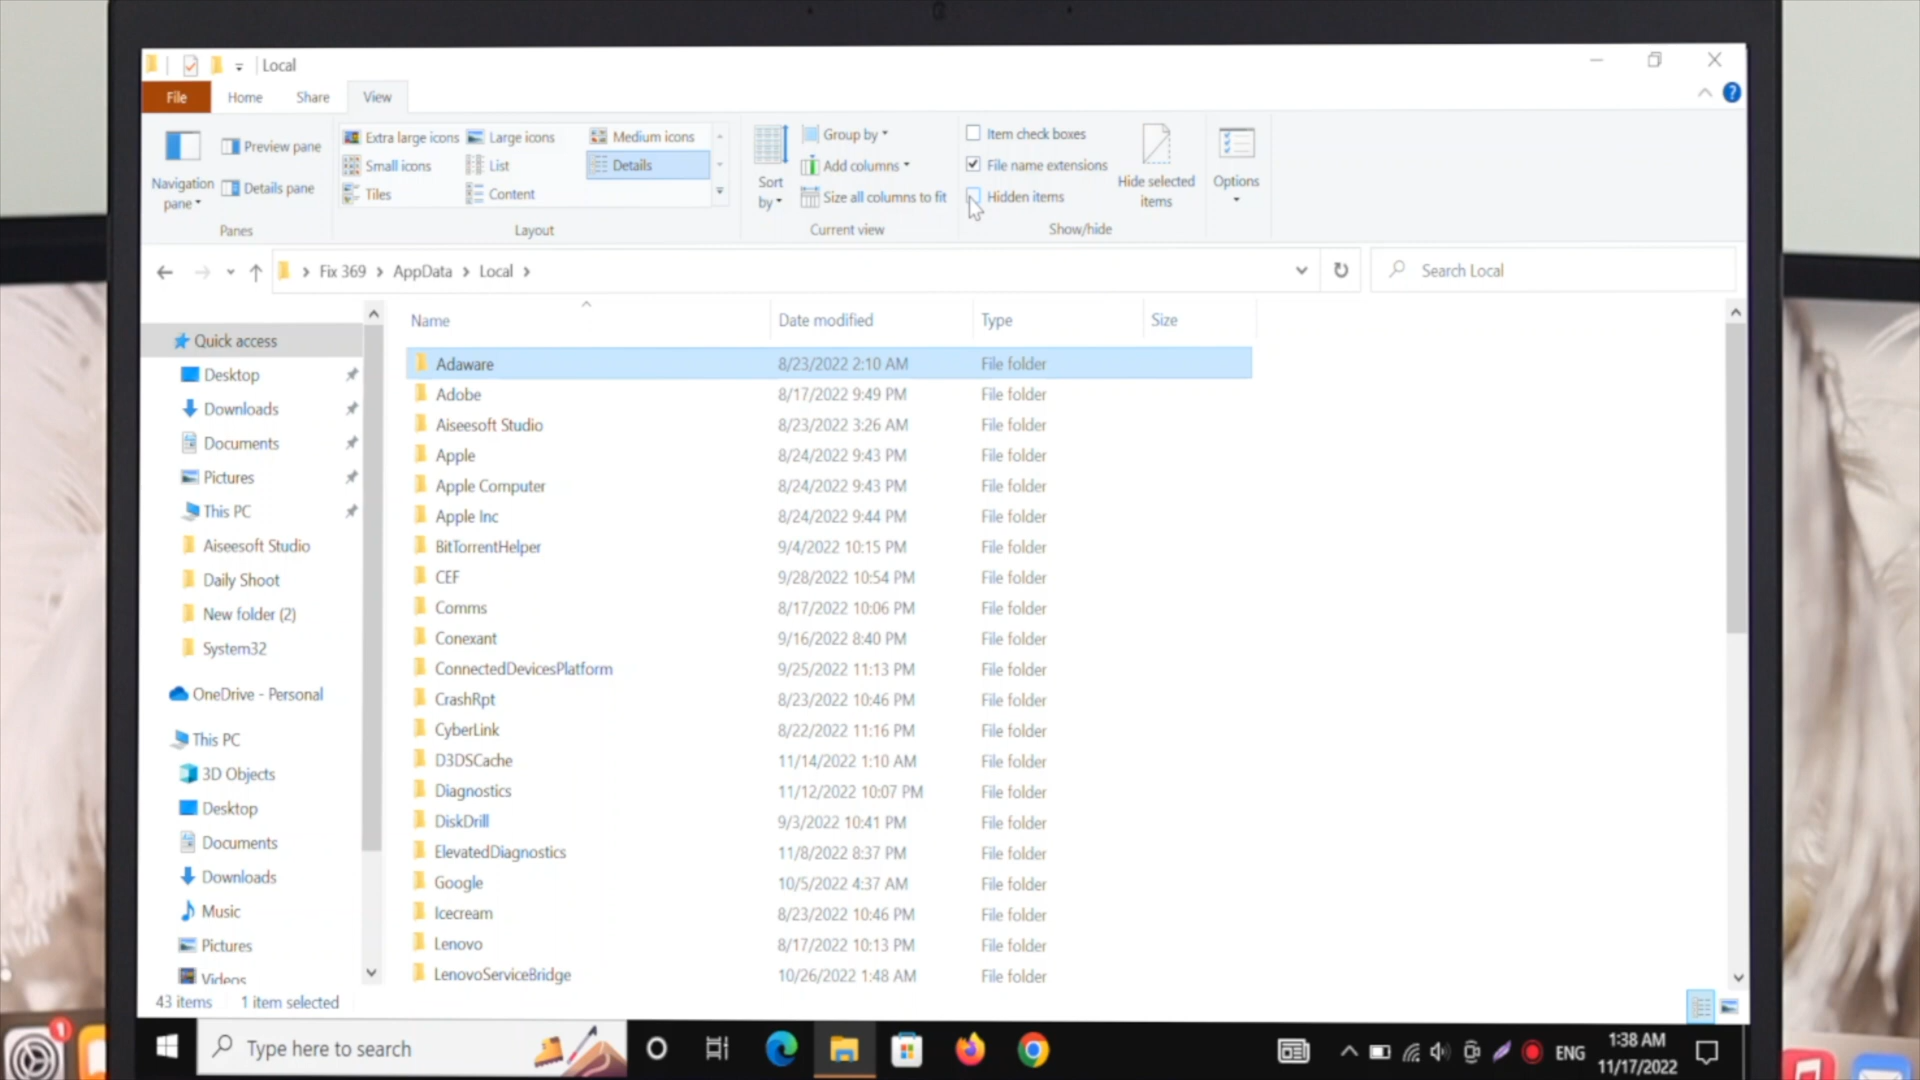 Local
File Home Share View
Navigation pane
Preview pane
Details pane
Panes
Extra large icons Large icons Medium icons
Small icons List Details
Tiles Content
Layout
Sort by
Group by
Add columns
Size all columns to fit
Current view
Item check boxes
File name extensions
Hidden items
Show/hide
Hide selected items
Options
Fix 369 > AppData > Local >
Search Local
Quick access
Desktop
Downloads
Documents
Pictures
This PC
Aiseesoft Studio
Daily Shoot
New folder (2)
System32
OneDrive - Personal
This PC
3D Objects
Desktop
Documents
Downloads
Music
Pictures
Videos
Name Date modified Type Size
Adaware 8/23/2022 2:10 AM File folder
Adobe 8/17/2022 9:49 PM File folder
Aiseesoft Studio 8/23/2022 3:26 AM File folder
Apple 8/24/2022 9:43 PM File folder
Apple Computer 8/24/2022 9:43 PM File folder
Apple Inc 8/24/2022 9:44 PM File folder
BitTorrentHelper 9/4/2022 10:15 PM File folder
CEF 9/28/2022 10:54 PM File folder
Comms 8/17/2022 10:06 PM File folder
Conexant 9/16/2022 8:40 PM File folder
ConnectedDevicesPlatform 9/25/2022 11:13 PM File folder
CrashRpt 8/23/2022 10:46 PM File folder
CyberLink 8/22/2022 11:16 PM File folder
D3DSCache 11/14/2022 1:10 AM File folder
Diagnostics 11/12/2022 10:07 PM File folder
DiskDrill 9/3/2022 10:41 PM File folder
ElevatedDiagnostics 11/8/2022 8:37 PM File folder
Google 10/5/2022 4:37 AM File folder
Icecream 8/23/2022 10:46 PM File folder
Lenovo 8/17/2022 10:13 PM File folder
LenovoServiceBridge 10/26/2022 1:48 AM File folder
43 items 1 item selected
Type here to search
ENG
1:38 AM
11/17/2022
1